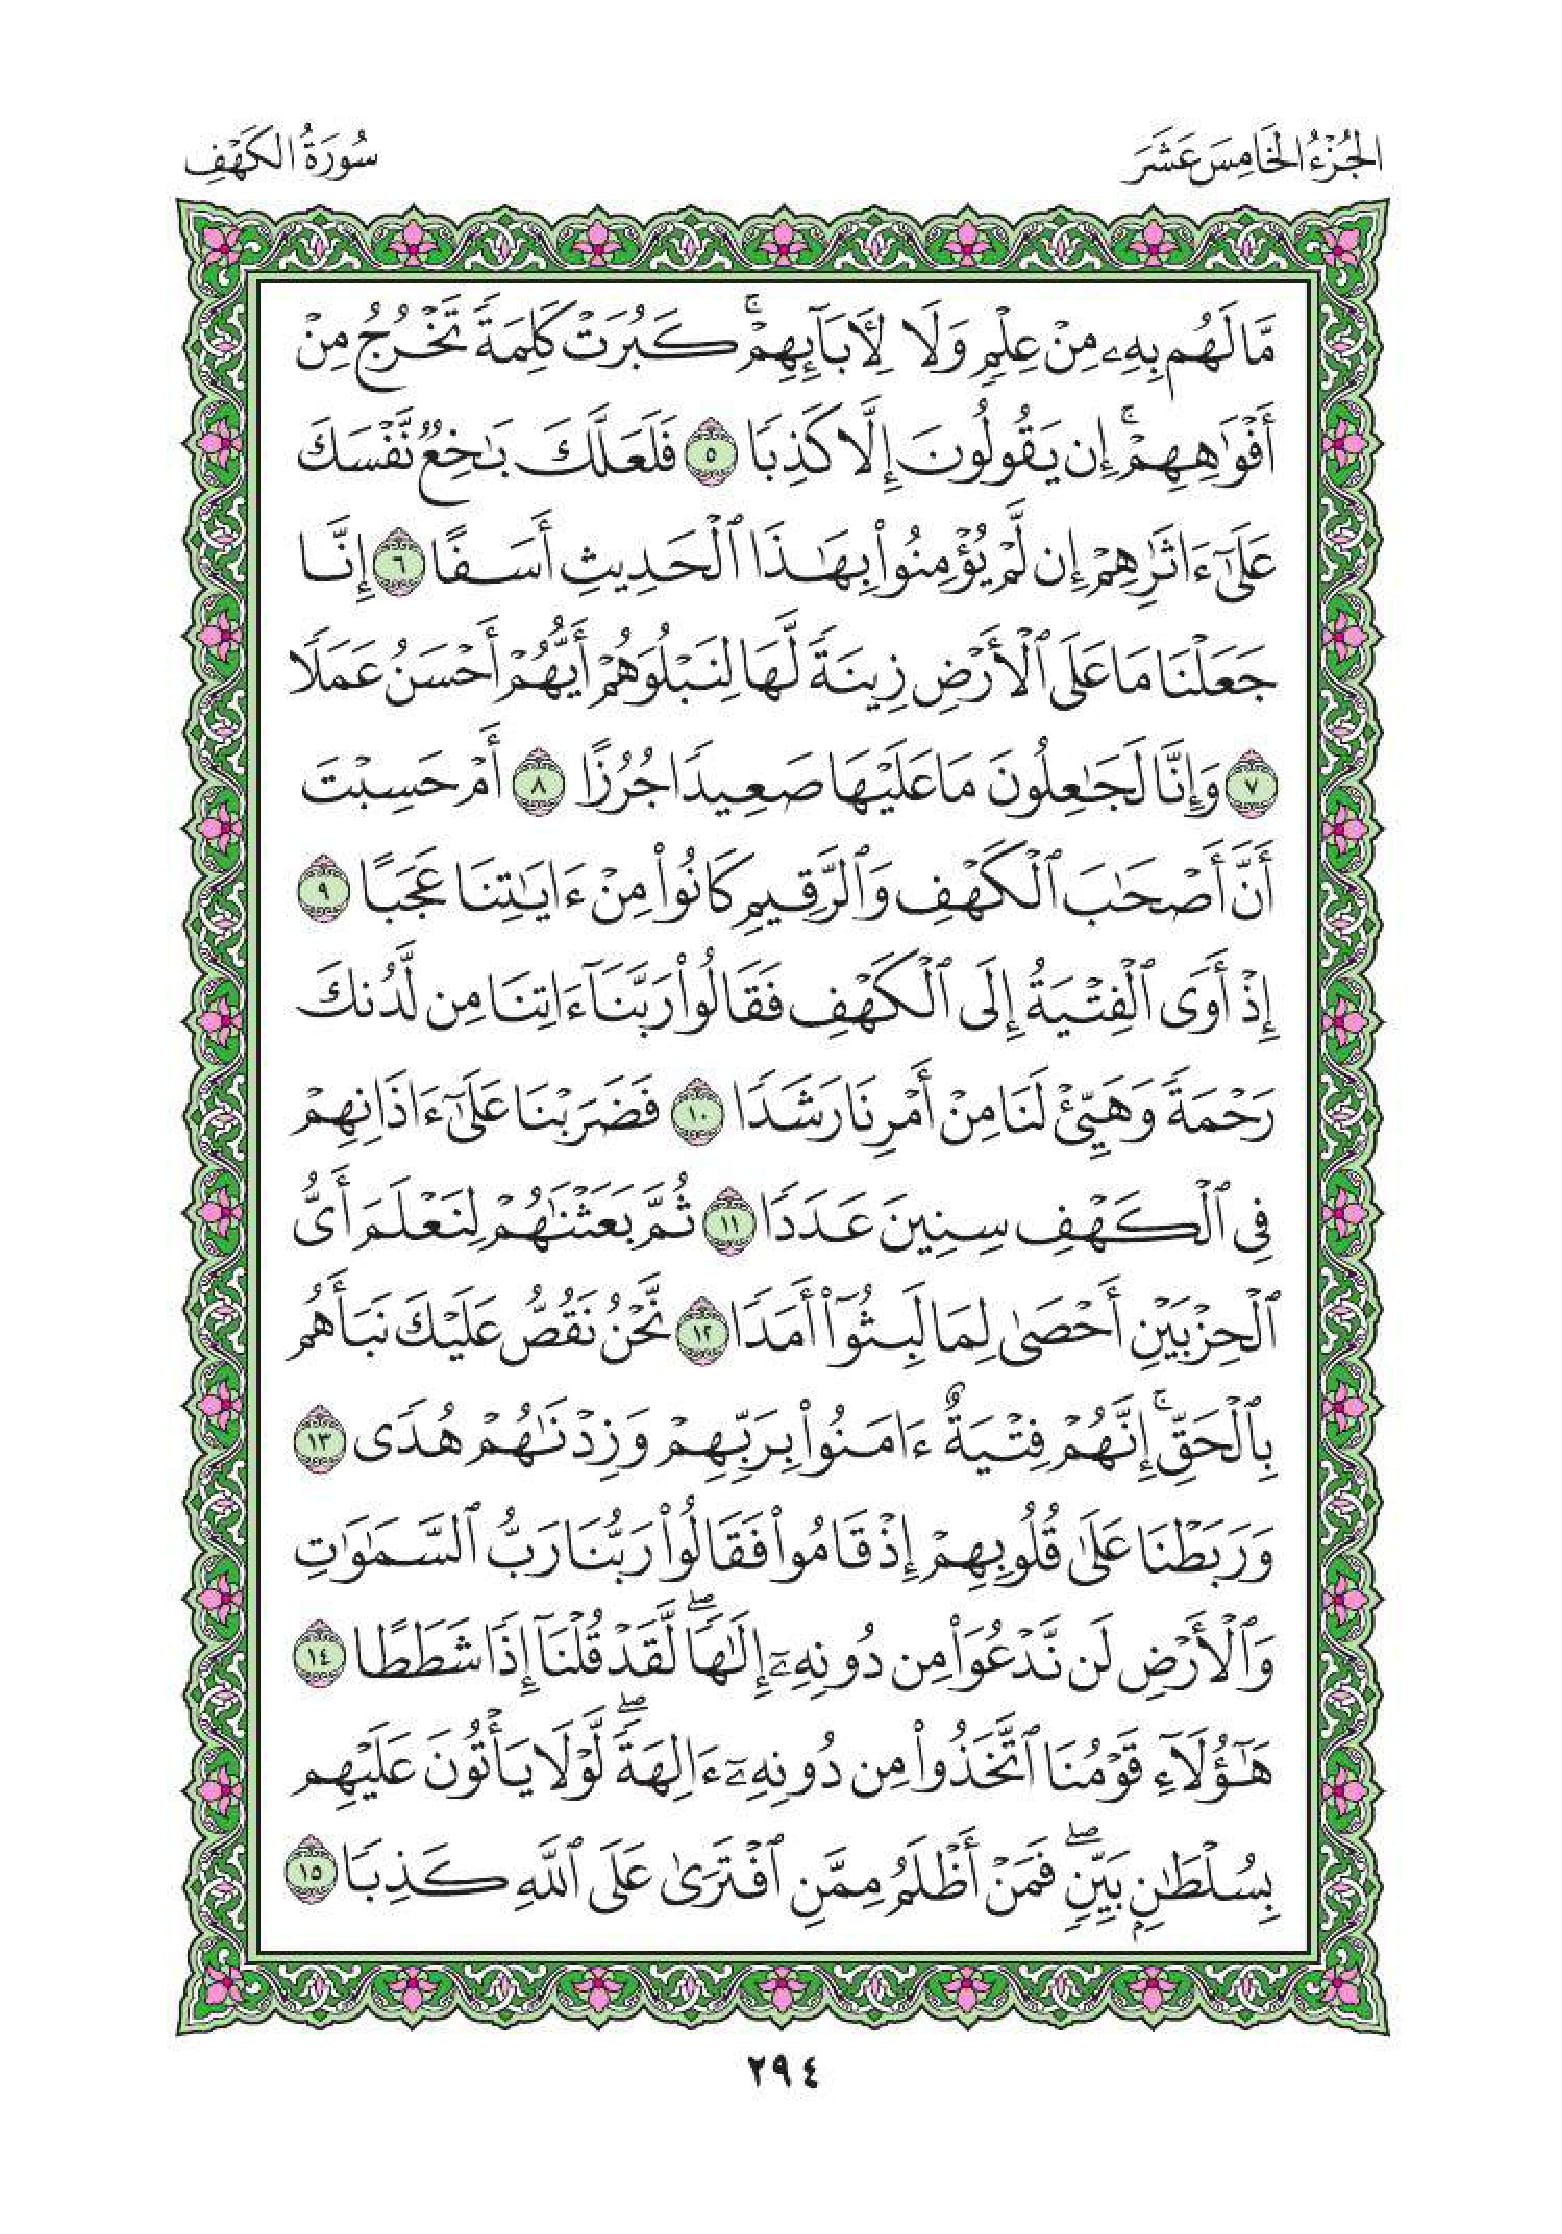 الجُزْءُ الخَامِسَ عَشَرَ
سُورَةُ الكَهْفِ
مَّا لَهُم بِهِۦ مِنْ عِلْمٍ وَلَا لِأَبَآئِهِمْۚ كَبُرَتْ كَلِمَةً تَخْرُجُ مِنْ
أَفْوَٰهِهِمْۚ إِن يَقُولُونَ إِلَّا كَذِبًا ٥ فَلَعَلَّكَ بَـٰخِعٌ نَّفْسَكَ
عَلَىٰٓ ءَاثَـٰرِهِمْ إِن لَّمْ يُؤْمِنُوا۟ بِهَـٰذَا ٱلْحَدِيثِ أَسَفًا ٦ إِنَّا
جَعَلْنَا مَا عَلَى ٱلْأَرْضِ زِينَةً لَّهَا لِنَبْلُوَهُمْ أَيُّهُمْ أَحْسَنُ عَمَلًا
٧ وَإِنَّا لَجَـٰعِلُونَ مَا عَلَيْهَا صَعِيدًا جُرُزًا ٨ أَمْ حَسِبْتَ
أَنَّ أَصْحَـٰبَ ٱلْكَهْفِ وَٱلرَّقِيمِ كَانُوا۟ مِنْ ءَايَـٰتِنَا عَجَبًا ٩
إِذْ أَوَى ٱلْفِتْيَةُ إِلَى ٱلْكَهْفِ فَقَالُوا۟ رَبَّنَآ ءَاتِنَا مِن لَّدُنكَ
رَحْمَةً وَهَيِّئْ لَنَا مِنْ أَمْرِنَا رَشَدًا ١٠ فَضَرَبْنَا عَلَىٰٓ ءَاذَانِهِمْ
فِى ٱلْكَهْفِ سِنِينَ عَدَدًا ١١ ثُمَّ بَعَثْنَـٰهُمْ لِنَعْلَمَ أَىُّ
ٱلْحِزْبَيْنِ أَحْصَىٰ لِمَا لَبِثُوٓا۟ أَمَدًا ١٢ نَّحْنُ نَقُصُّ عَلَيْكَ نَبَأَهُم
بِٱلْحَقِّۚ إِنَّهُمْ فِتْيَةٌ ءَامَنُوا۟ بِرَبِّهِمْ وَزِدْنَـٰهُمْ هُدًى ١٣
وَرَبَطْنَا عَلَىٰ قُلُوبِهِمْ إِذْ قَامُوا۟ فَقَالُوا۟ رَبُّنَا رَبُّ ٱلسَّمَـٰوَٰتِ
وَٱلْأَرْضِ لَن نَّدْعُوَا۟ مِن دُونِهِۦٓ إِلَـٰهًاۖ لَّقَدْ قُلْنَآ إِذًا شَطَطًا ١٤
هَـٰٓؤُلَآءِ قَوْمُنَا ٱتَّخَذُوا۟ مِن دُونِهِۦٓ ءَالِهَةًۖ لَّوْلَا يَأْتُونَ عَلَيْهِم
بِسُلْطَـٰنٍۭ بَيِّنٍۖ فَمَنْ أَظْلَمُ مِمَّنِ ٱفْتَرَىٰ عَلَى ٱللَّهِ كَذِبًا ١٥
٢٩٤